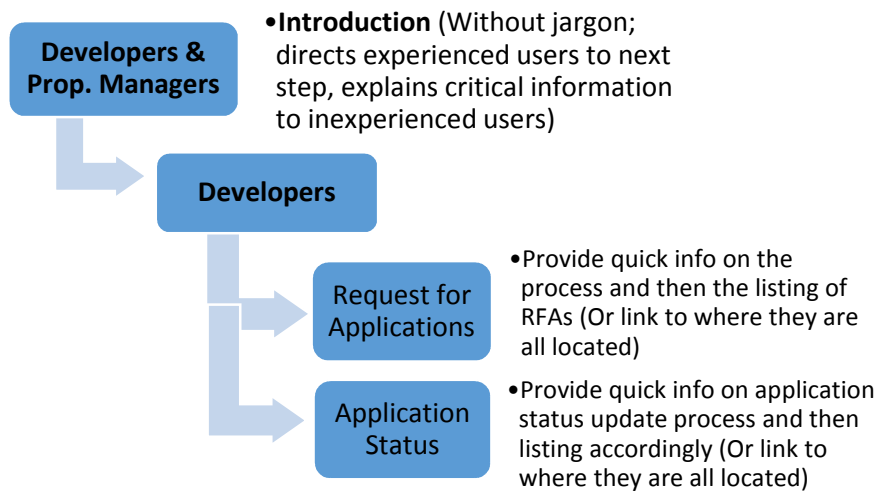 Developers &
Prop. Managers
•Introduction (Without jargon;
directs experienced users to next
step, explains critical information
to inexperienced users)
Developers
Request for
Applications
•Provide quick info on the
process and then the listing of
RFAs (Or link to where they are
all located)
Application
Status
•Provide quick info on application
status update process and then
listing accordingly (Or link to
where they are all located)